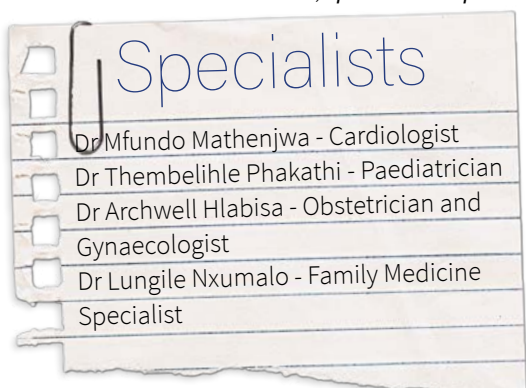 Specialists
Dr Mfundo Mathenjwa - Cardiologist
Dr Thembelihle Phakathi - Paediatrician
Dr Archwell Hlabisa - Obstetrician and
Gynaecologist
Dr Lungile Nxumalo - Family Medicine
Specialist